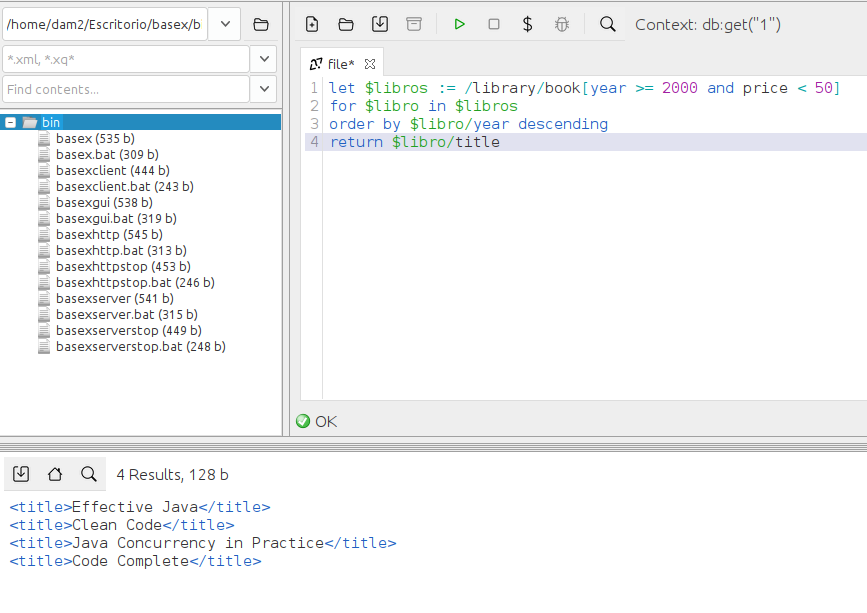 /home/dam2/Escritorio/basex/b
*.xml, *.xq*
Find contents...
bin
basex (535 b)
basex.bat (309 b)
basexclient (444 b)
basexclient.bat (243 b)
basexgui (538 b)
basexgui.bat (319 b)
basexhttp (545 b)
basexhttp.bat (313 b)
basexhttpstop (453 b)
basexhttpstop.bat (246 b)
basexserver (541 b)
basexserver.bat (315 b)
basexserverstop (449 b)
basexserverstop.bat (248 b)
$
Context: db:get("1")
file*
1 let $libros := /library/book[year >= 2000 and price < 50]
2 for $libro in $libros
3 order by $libro/year descending
4 return $libro/title
OK
4 Results, 128 b
<title>Effective Java</title>
<title>Clean Code</title>
<title>Java Concurrency in Practice</title>
<title>Code Complete</title>